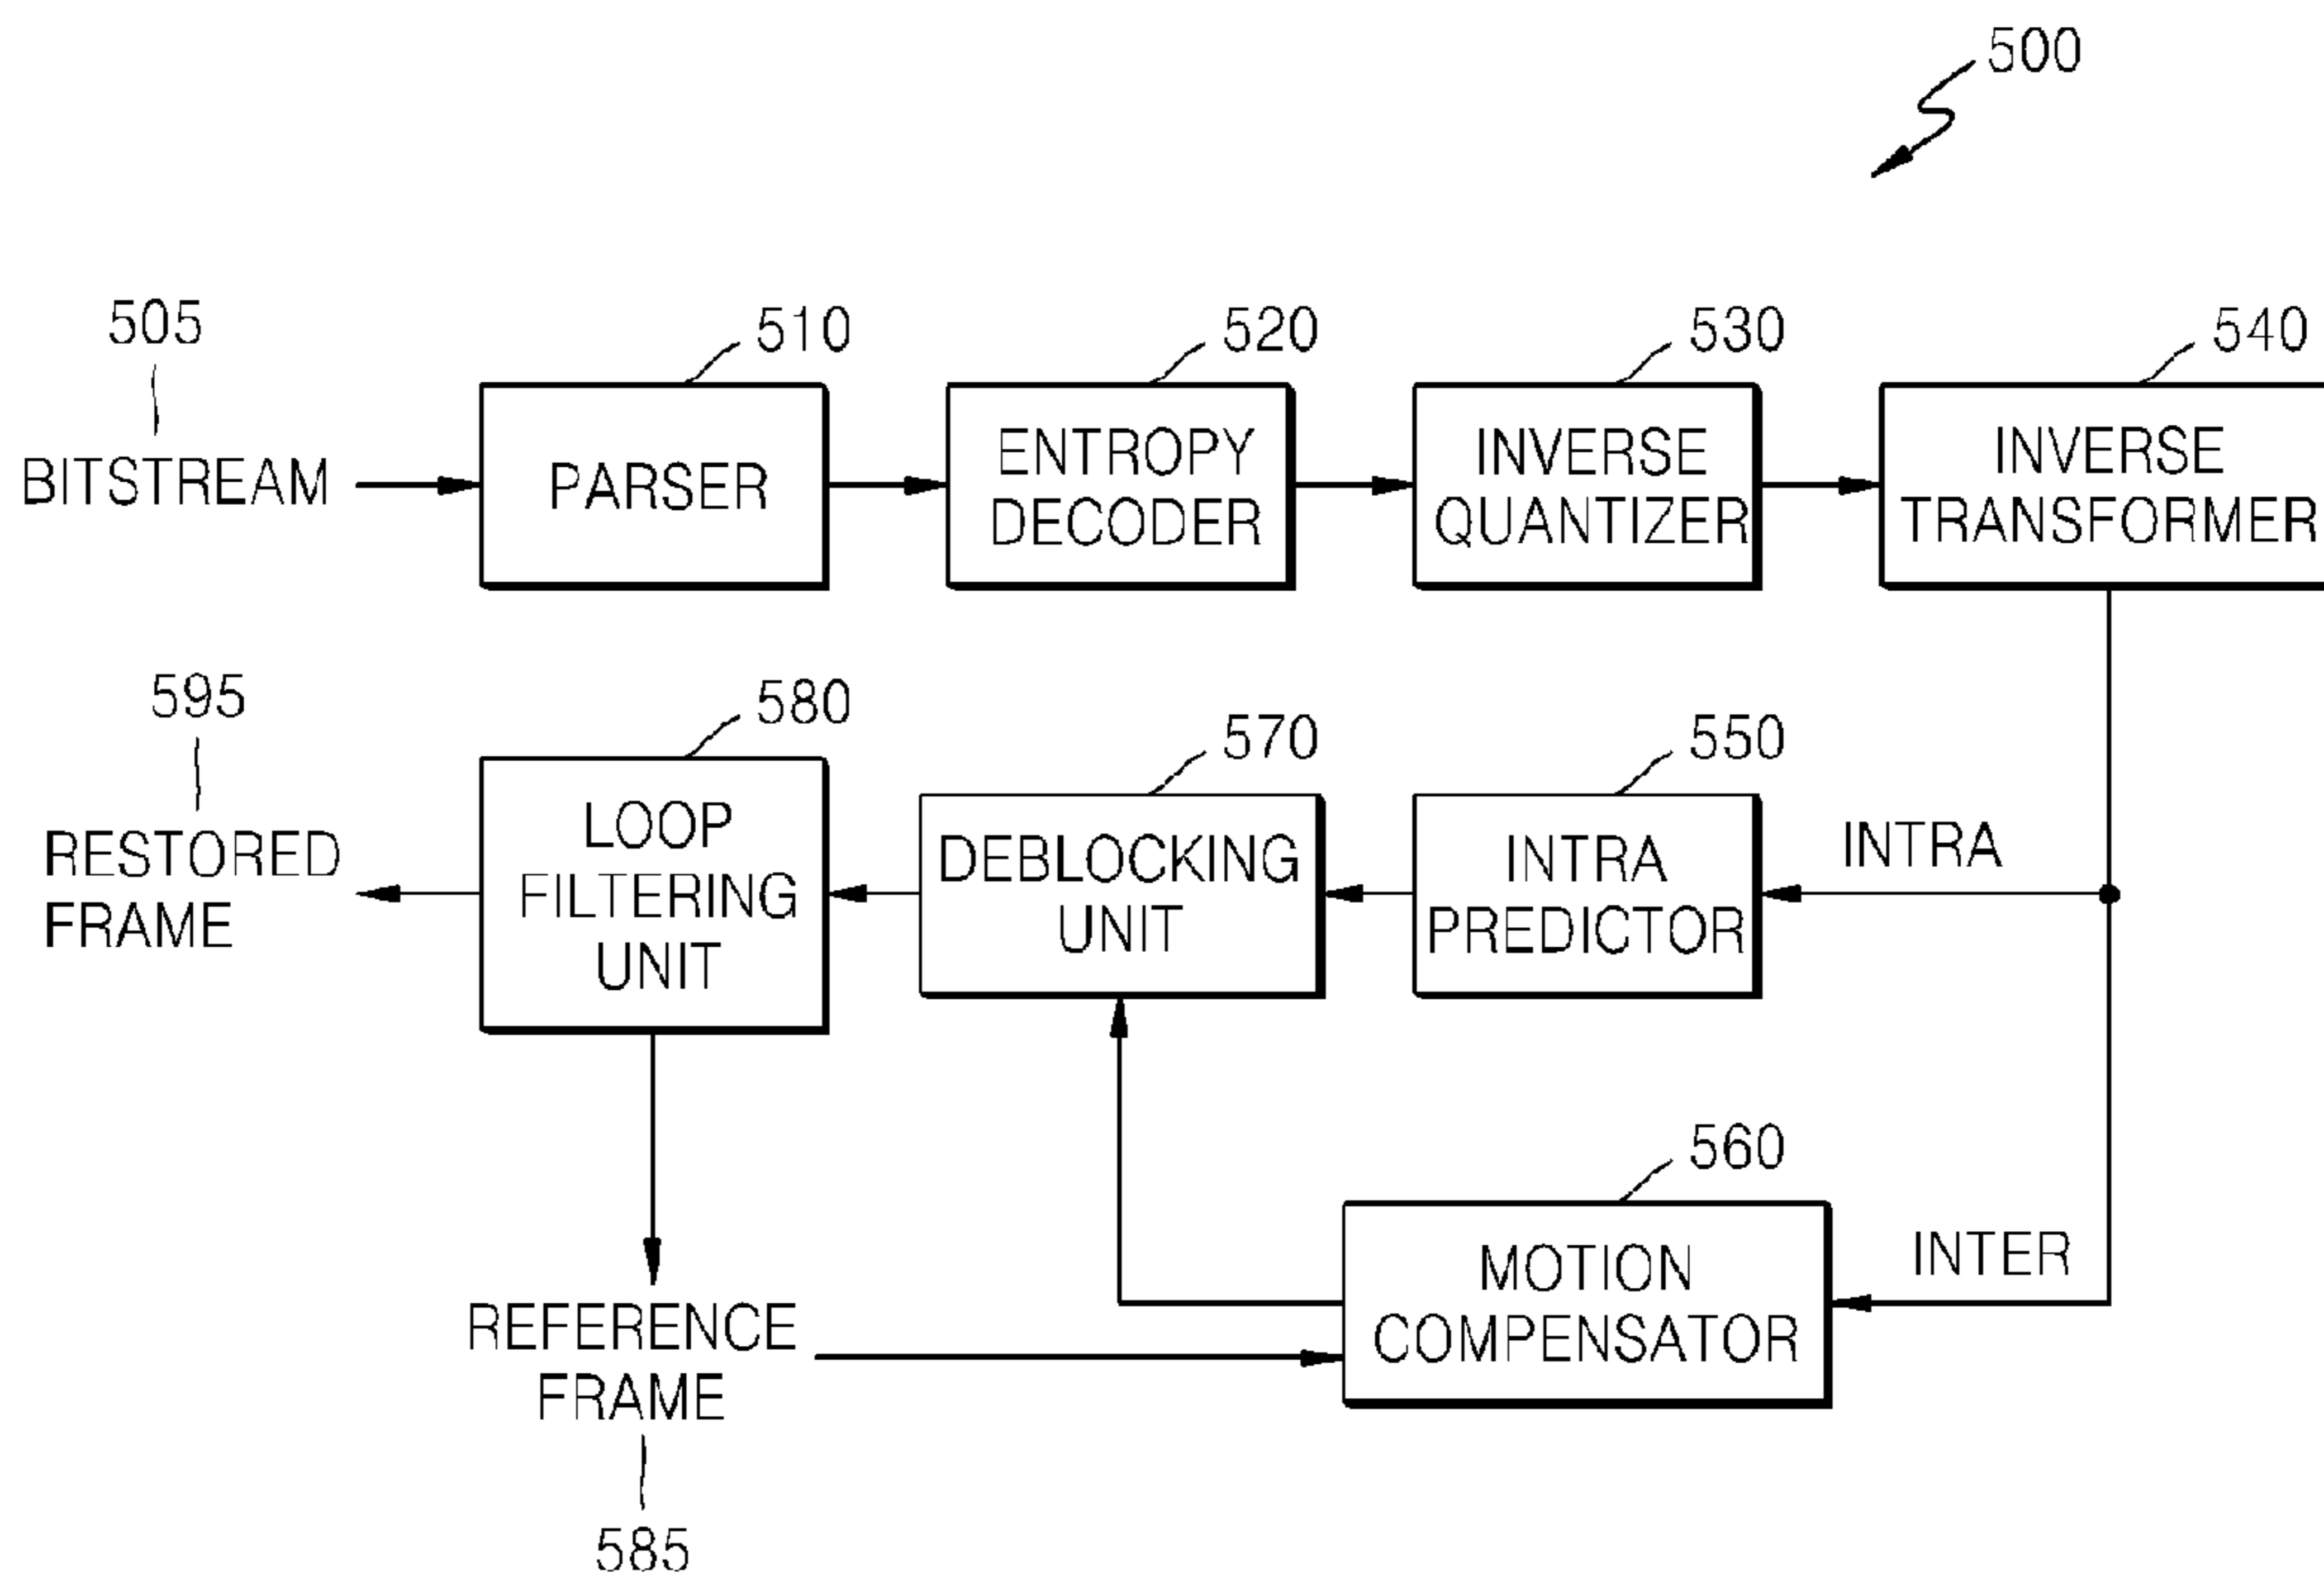 500
505
510
520
530
540
BITSTREAM
PARSER
ENTROPY
DECODER
INVERSE
QUANTIZER
INVERSE
TRANSFORMER
595
580
570
550
RESTORED
FRAME
LOOP
FILTERING
UNIT
DEBLOCKING
UNIT
INTRA
PREDICTOR
INTRA
560
MOTION
COMPENSATOR
INTER
REFERENCE
FRAME
585